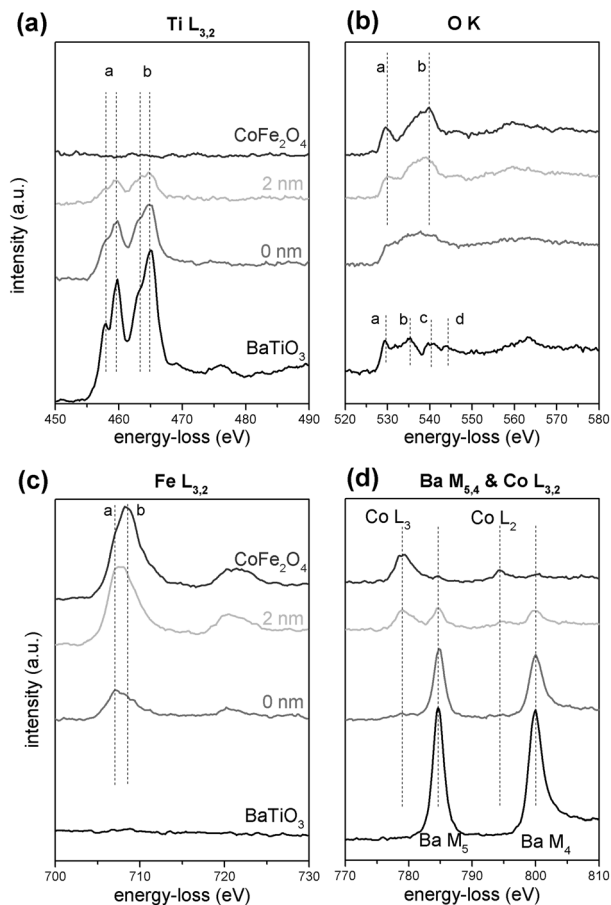 (a)
Ti L3,2
a
b
CoFe2O4
2 nm
0 nm
BaTiO3
intensity (a.u.)
450
460
470
480
490
energy-loss (eV)
(b)
O K
a
b
a
b
c
d
520
530
540
550
560
570
580
energy-loss (eV)
(c)
Fe L3,2
a
b
CoFe2O4
2 nm
0 nm
BaTiO3
intensity (a.u.)
700
710
720
730
energy-loss (eV)
(d)
Ba M5,4 & Co L3,2
Co L3
Co L2
Ba M5
Ba M4
770
780
790
800
810
energy-loss (eV)